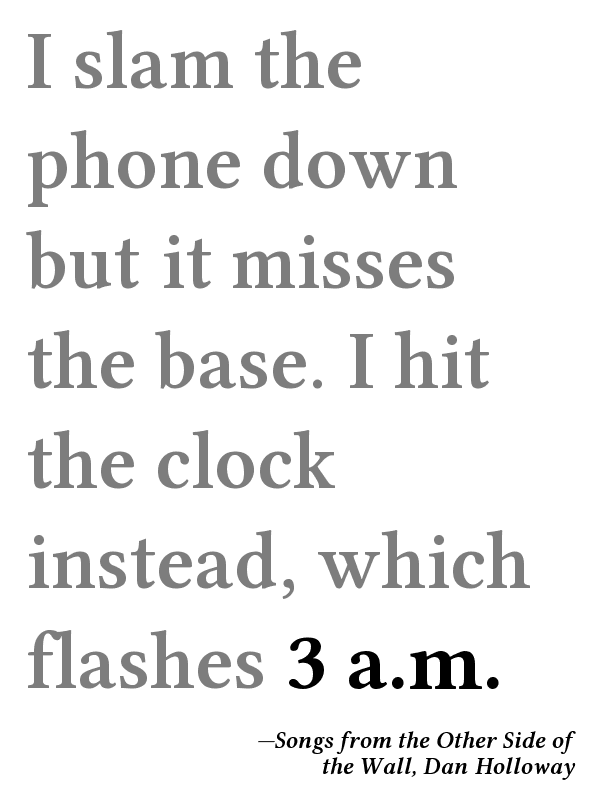 I slam the
phone down
but it misses
the base. I hit
the clock
instead, which
flashes 3 a.m.
—Songs from the Other Side of
the Wall, Dan Holloway